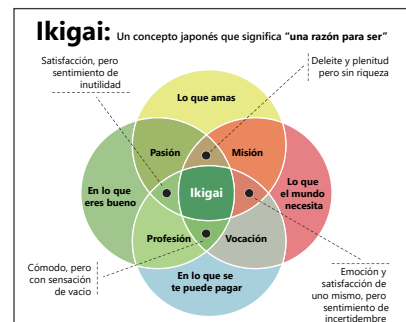 Ikigai: Un concepto japonés que significa "una razón para ser"
Satisfacción, pero
sentimiento de
inutilidad
Deleite y plenitud
pero sin riqueza
Lo que amas
Pasión
Misión
En lo que
eres bueno
Ikigai
Lo que
el mundo
necesita
Profesión
Vocación
En lo que se
te puede pagar
Cómodo, pero
con sensación
de vacio
Emoción y
satisfacción de
uno mismo, pero
sentimiento de
incertidembre